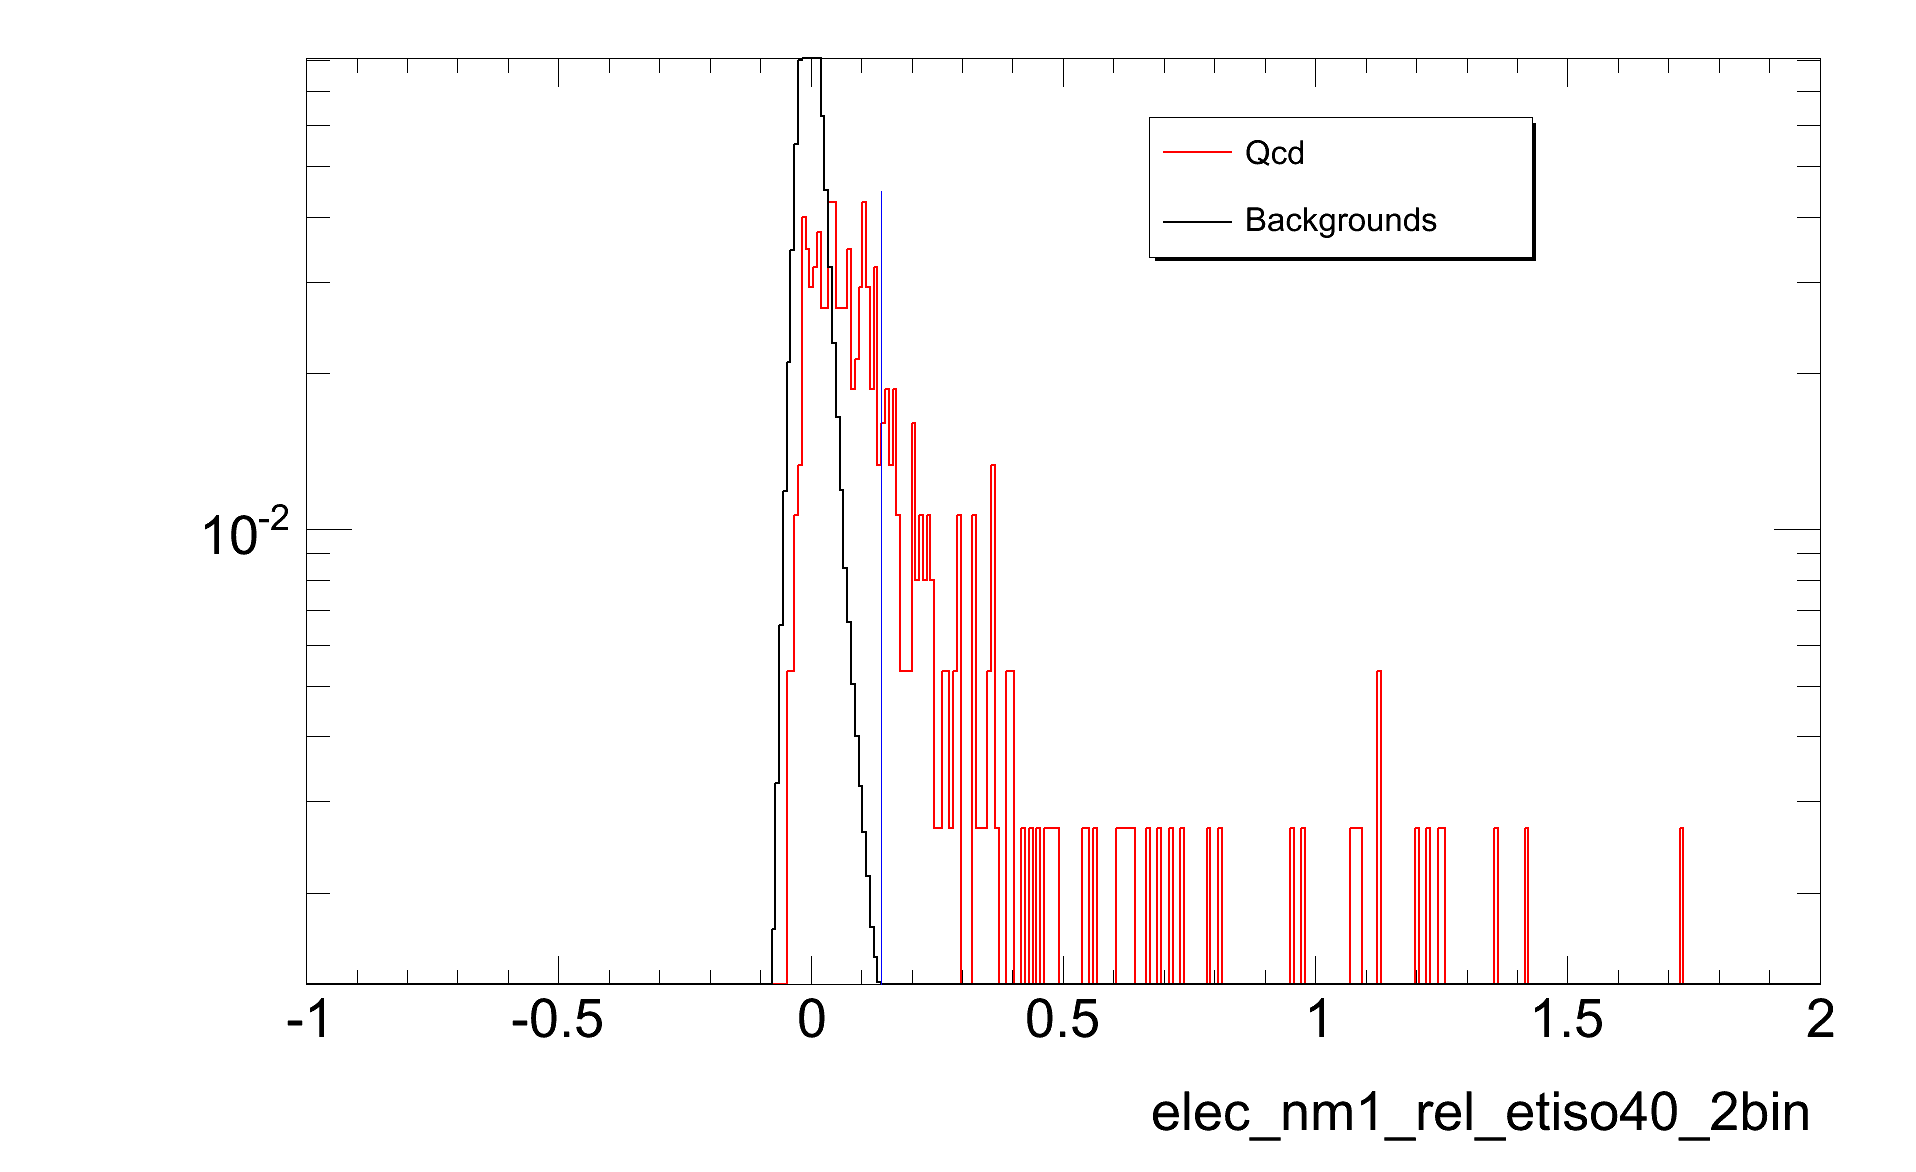 Qcd
Backgrounds
10-2
-1 -0.5 0 0.5 1 1.5 2
elec_nm1_rel_etiso40_2bin